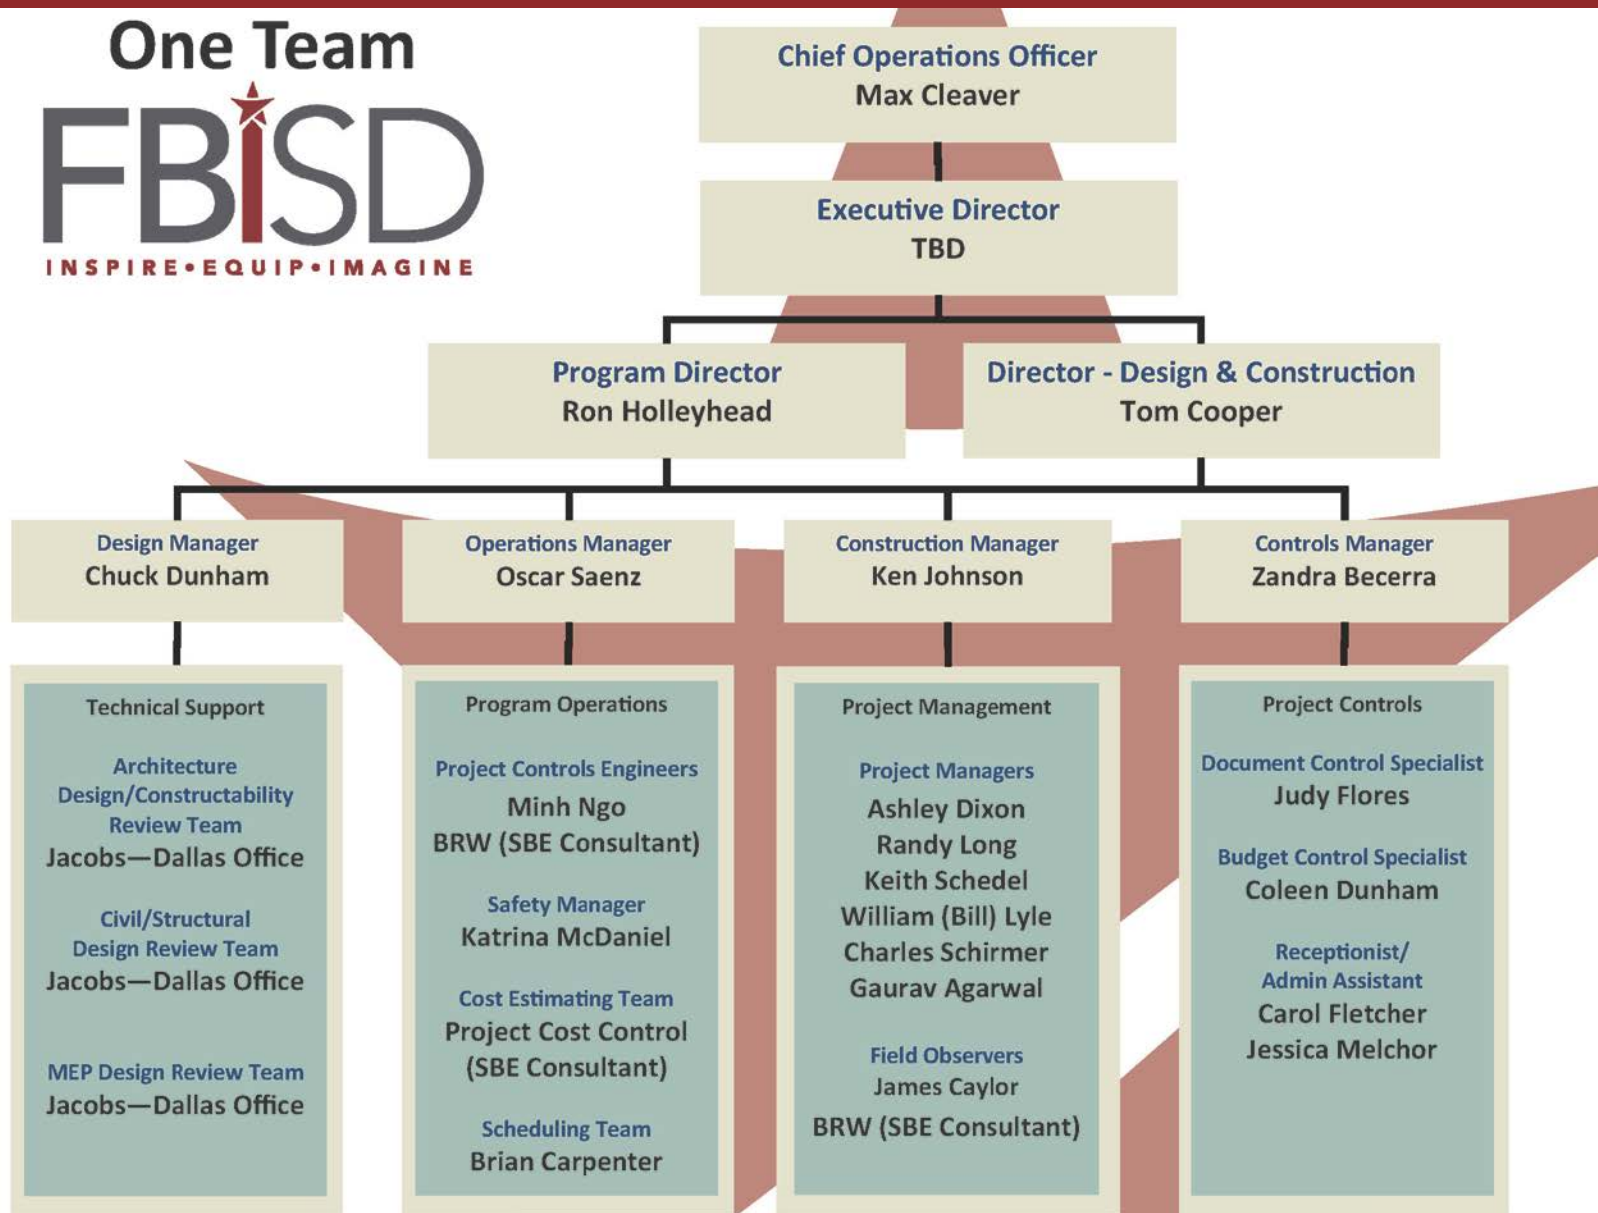 One Team
FBISD
INSPIRE•EQUIP•IMAGINE
Chief Operations Officer
Max Cleaver
Executive Director
TBD
Program Director
Ron Holleyhead
Director - Design & Construction
Tom Cooper
Design Manager
Chuck Dunham
Operations Manager
Oscar Saenz
Construction Manager
Ken Johnson
Controls Manager
Zandra Becerra
Technical Support
Architecture
Design/Constructability
Review Team
Jacobs—Dallas Office
Civil/Structural
Design Review Team
Jacobs—Dallas Office
MEP Design Review Team
Jacobs—Dallas Office
Program Operations
Project Controls Engineers
Minh Ngo
BRW (SBE Consultant)
Safety Manager
Katrina McDaniel
Cost Estimating Team
Project Cost Control
(SBE Consultant)
Scheduling Team
Brian Carpenter
Project Management
Project Managers
Ashley Dixon
Randy Long
Keith Schedel
William (Bill) Lyle
Charles Schirmer
Gaurav Agarwal
Field Observers
James Caylor
BRW (SBE Consultant)
Project Controls
Document Control Specialist
Judy Flores
Budget Control Specialist
Coleen Dunham
Receptionist/
Admin Assistant
Carol Fletcher
Jessica Melchor